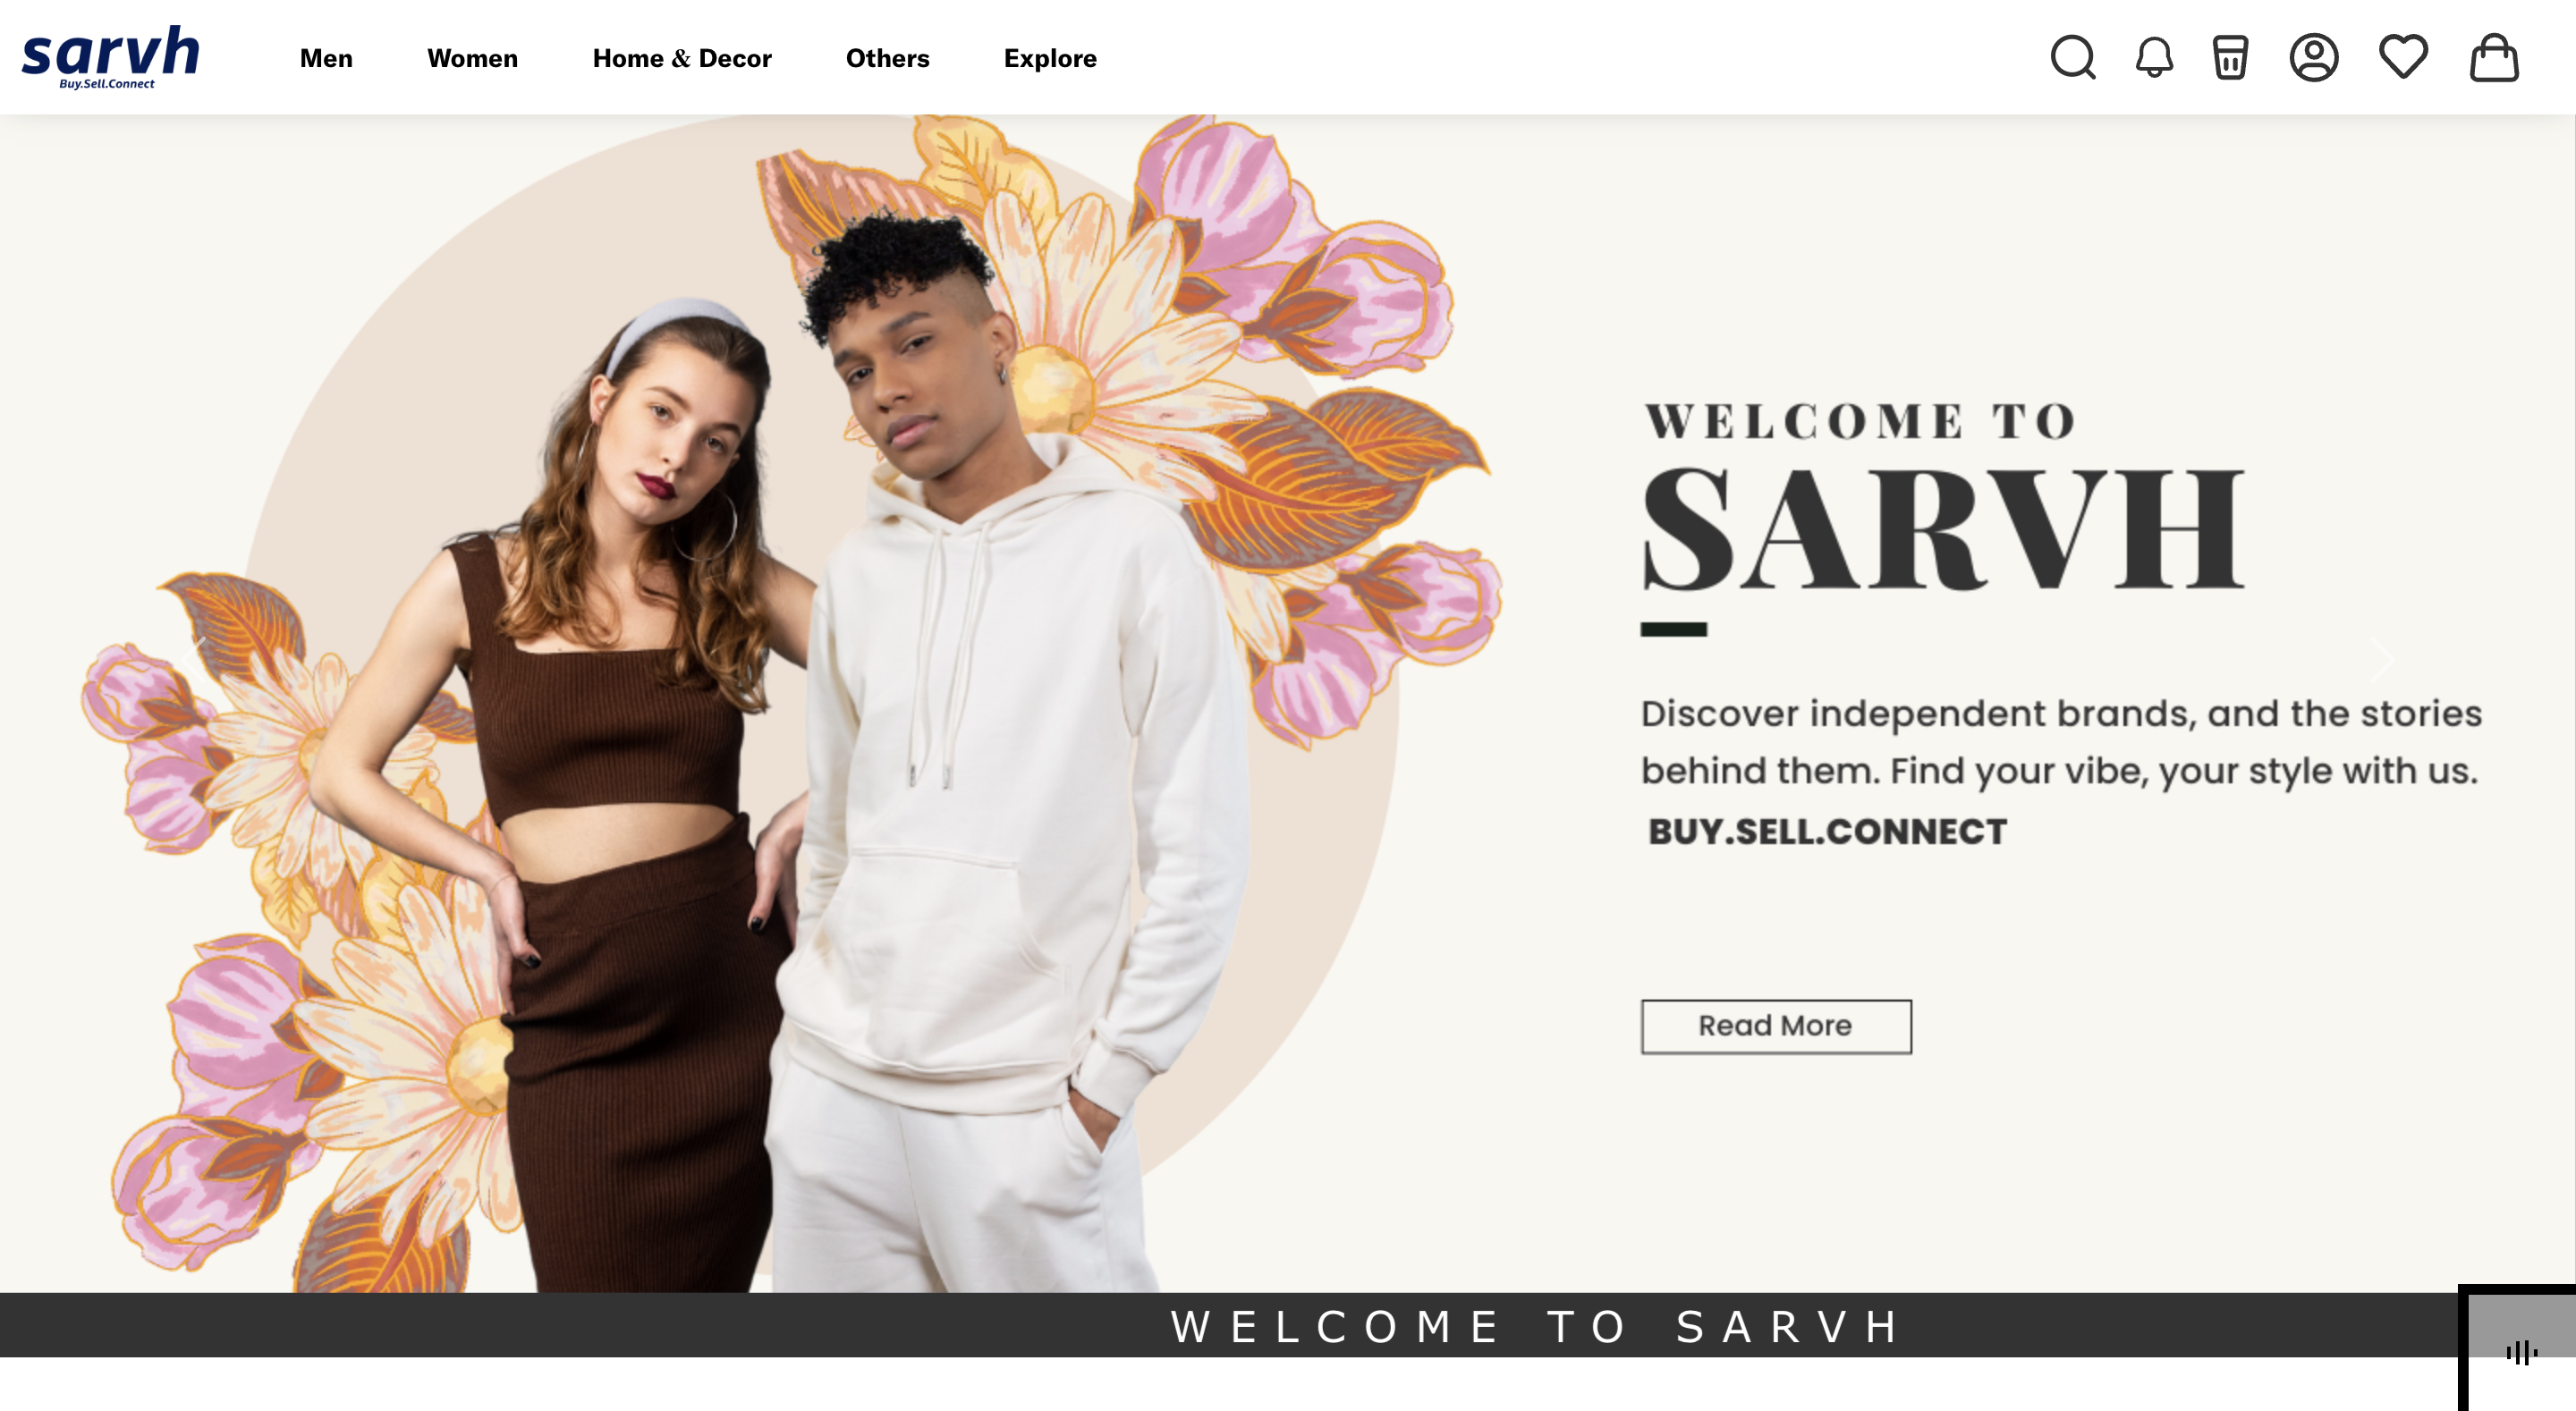 sarvh
Buy.Sell.Connect
Men
Women
Home & Decor
Others
Explore
WELCOME TO
SARVH
Discover independent brands, and the stories
behind them. Find your vibe, your style with us.
BUY.SELL.CONNECT
Read More
WELCOME TO SARVH